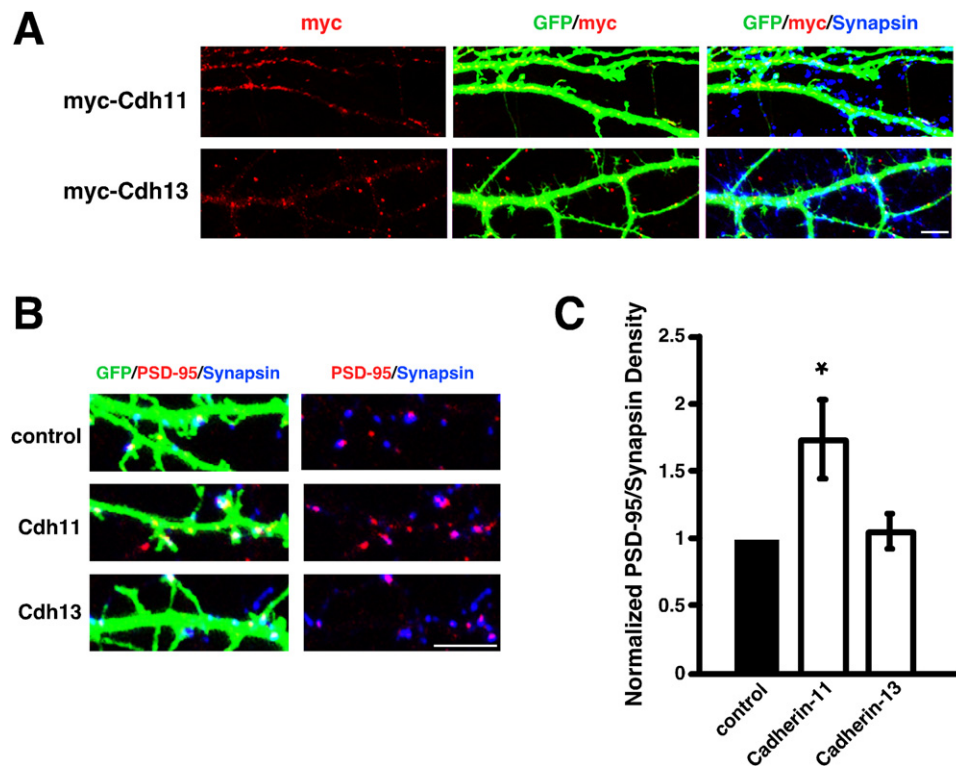 A
myc
GFP/myc
GFP/myc/Synapsin
myc-Cdh11
myc-Cdh13
B
GFP/PSD-95/Synapsin
PSD-95/Synapsin
control
Cdh11
Cdh13
C
Normalized PSD-95/Synapsin Density
2.5
2
1.5
1
0.5
0
*
control
Cadherin-11
Cadherin-13